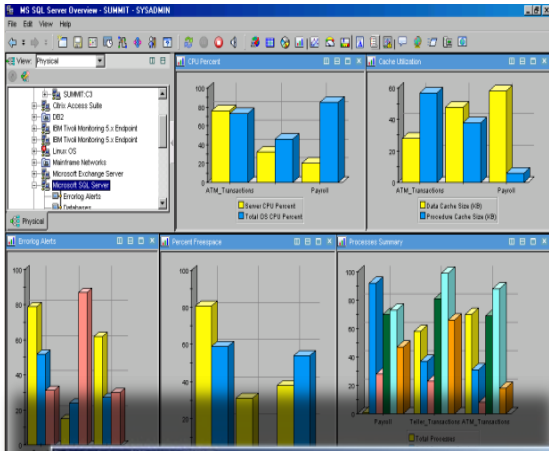 MS SQL Server Overview - SUMMIT - SYSADMIN
File Edit View Help
View: Physical
SUMMIT:C3
Citrix Access Suite
DB2
IBM Tivoli Monitoring 5.x Endpoint
IBM Tivoli Monitoring 5.x Endpoint
Linux OS
Mainframe Networks
Microsoft Exchange Server
Microsoft SQL Server
Errorlog Alerts
Databases
Physical
CPU Percent
100
80
60
40
20
0
ATM_Transactions Payroll
Server CPU Percent
Total OS CPU Percent
Cache Utilization
60
40
20
0
ATM_Transactions Payroll
Data Cache Size (KB)
Procedure Cache Size (KB)
Errorlog Alerts
100
80
60
40
20
0
Percent Freespace
100
80
60
40
Processes Summary
100
80
60
40
20
0
Payroll Teller_Transactions ATM_Transactions
Total Processes